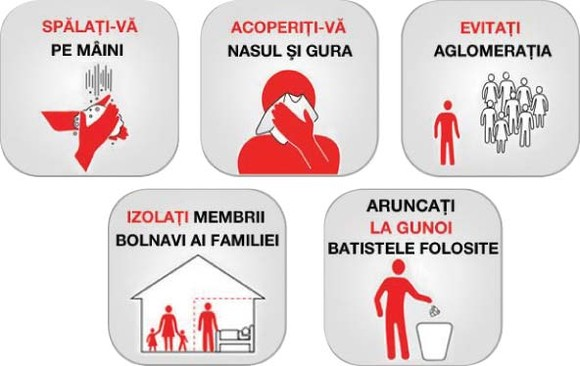 SPĂLAȚI-VĂ
PE MÂINI
ACOPERIȚI-VĂ
NASUL ȘI GURA
EVITAȚI
AGLOMERAȚIA
IZOLAȚI MEMBRII
BOLNAVI AI FAMILIEI
ARUNCAȚI
LA GUNOI
BATISTELE FOLOSITE